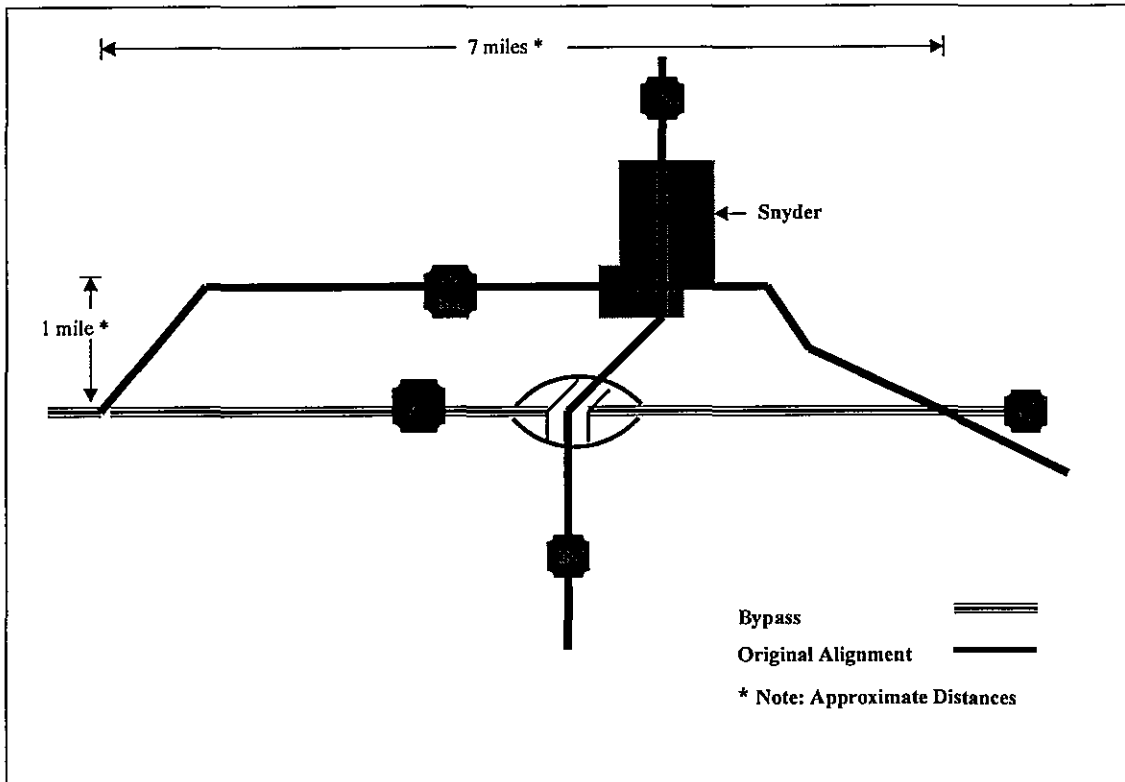 7 miles *
Snyder
1 mile *
Bypass
Original Alignment
* Note: Approximate Distances